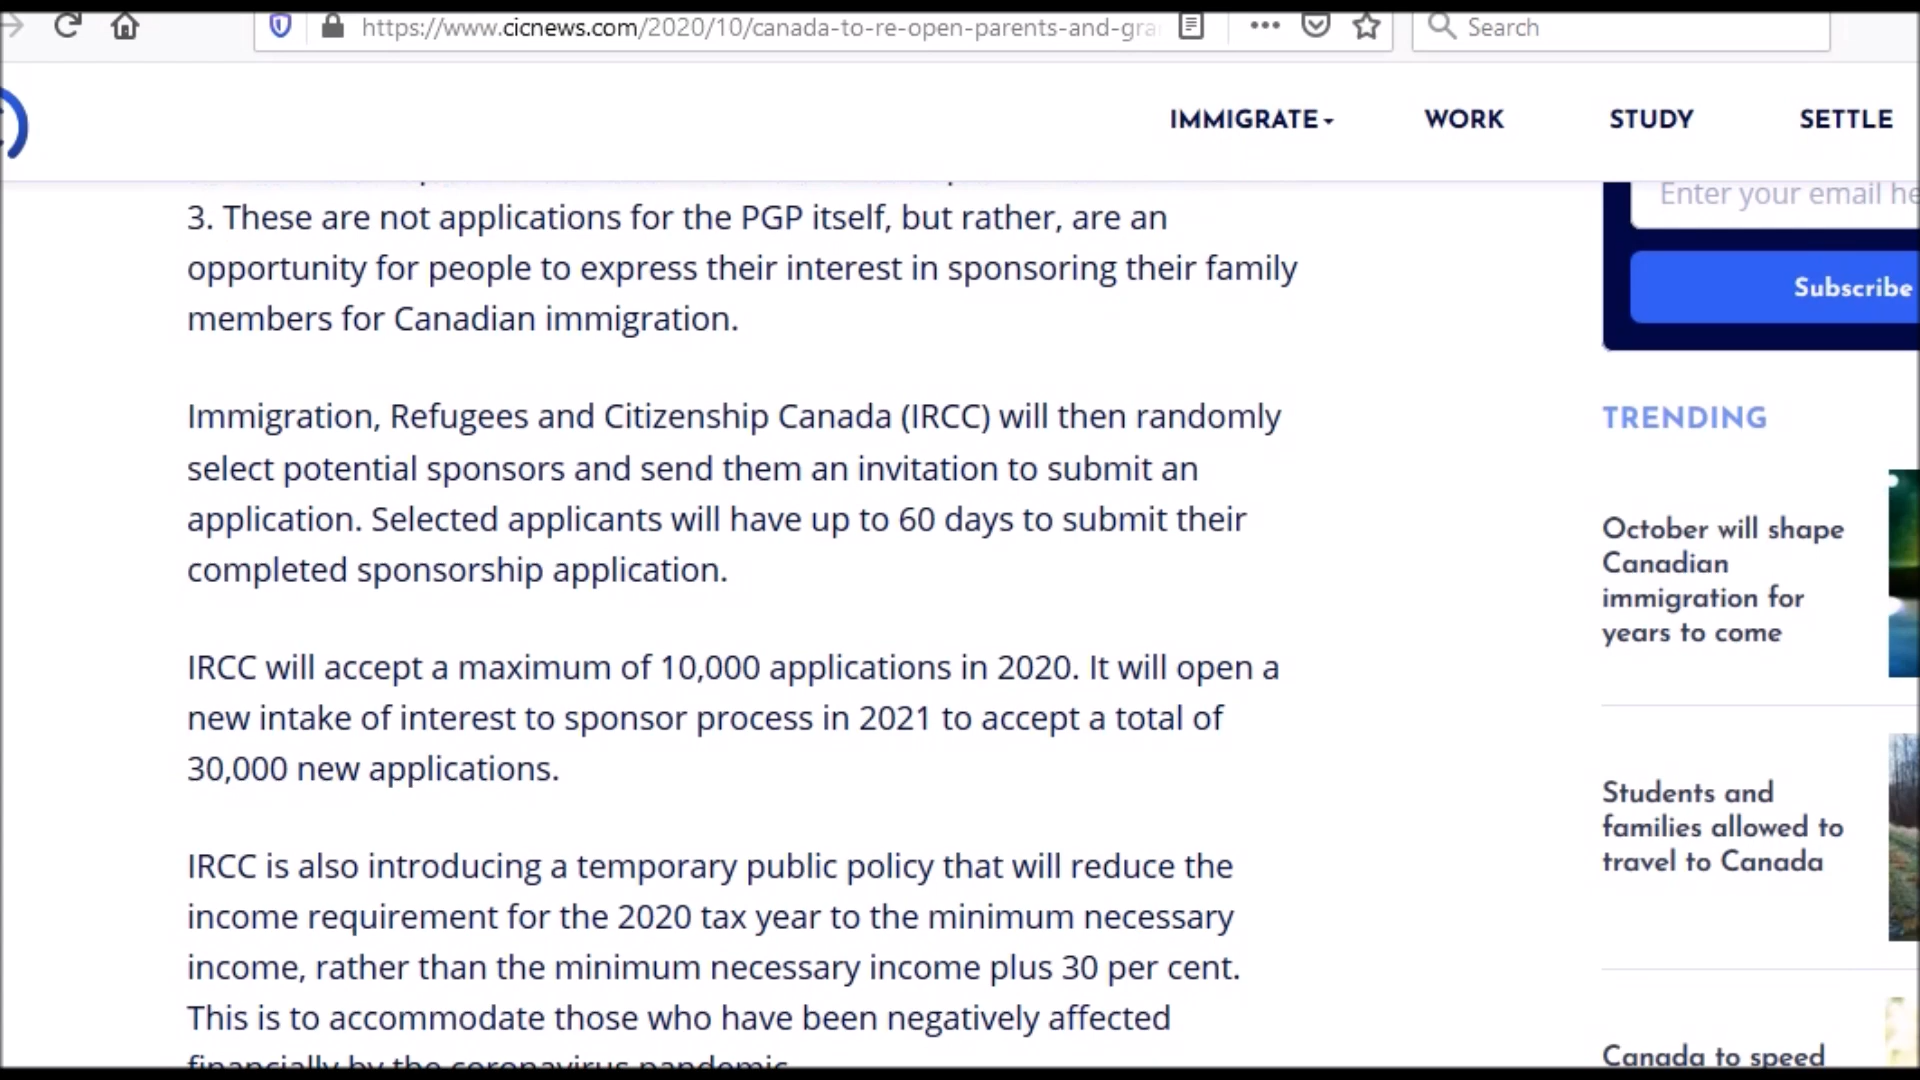 https://www.cicnews.com/2020/10/canada-to-re-open-parents-and-gra
Search
IMMIGRATE
WORK
STUDY
SETTLE
3. These are not applications for the PGP itself, but rather, are an
opportunity for people to express their interest in sponsoring their family
members for Canadian immigration.
Immigration, Refugees and Citizenship Canada (IRCC) will then randomly
select potential sponsors and send them an invitation to submit an
application. Selected applicants will have up to 60 days to submit their
completed sponsorship application.
IRCC will accept a maximum of 10,000 applications in 2020. It will open a
new intake of interest to sponsor process in 2021 to accept a total of
30,000 new applications.
IRCC is also introducing a temporary public policy that will reduce the
income requirement for the 2020 tax year to the minimum necessary
income, rather than the minimum necessary income plus 30 per cent.
This is to accommodate those who have been negatively affected
financially by the coronavirus pandemic.
Enter your email he
Subscribe
TRENDING
October will shape
Canadian
immigration for
years to come
Students and
families allowed to
travel to Canada
Canada to speed